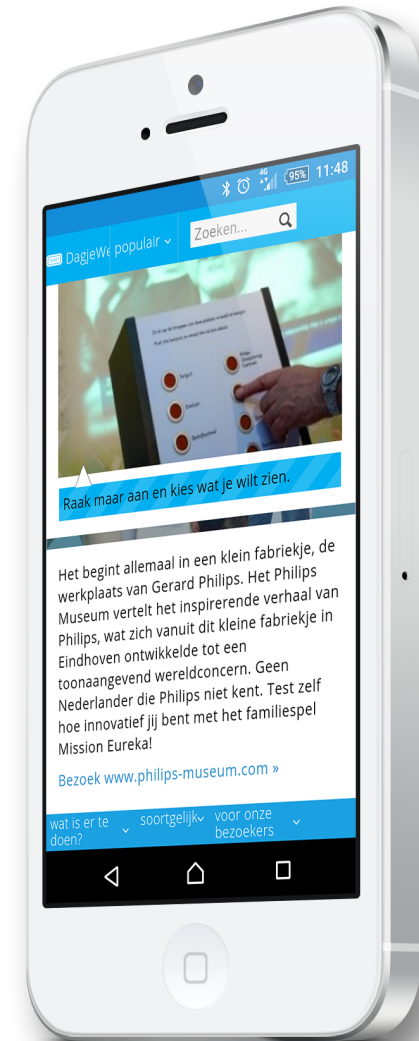 4G
95%
11:48
DagjeWe
populair
Zoeken...
Raak maar aan en kies wat je wilt zien.
Het begint allemaal in een klein fabriekje, de
werkplaats van Gerard Philips. Het Philips
Museum vertelt het inspirerende verhaal van
Philips, wat zich vanuit dit kleine fabriekje in
Eindhoven ontwikkelde tot een
toonaangevend wereldconcern. Geen
Nederlander die Philips niet kent. Test zelf
hoe innovatief jij bent met het familiespel
Mission Eureka!
Bezoek www.philips-museum.com »
wat is er te
doen?
soortgelijk
voor onze
bezoekers